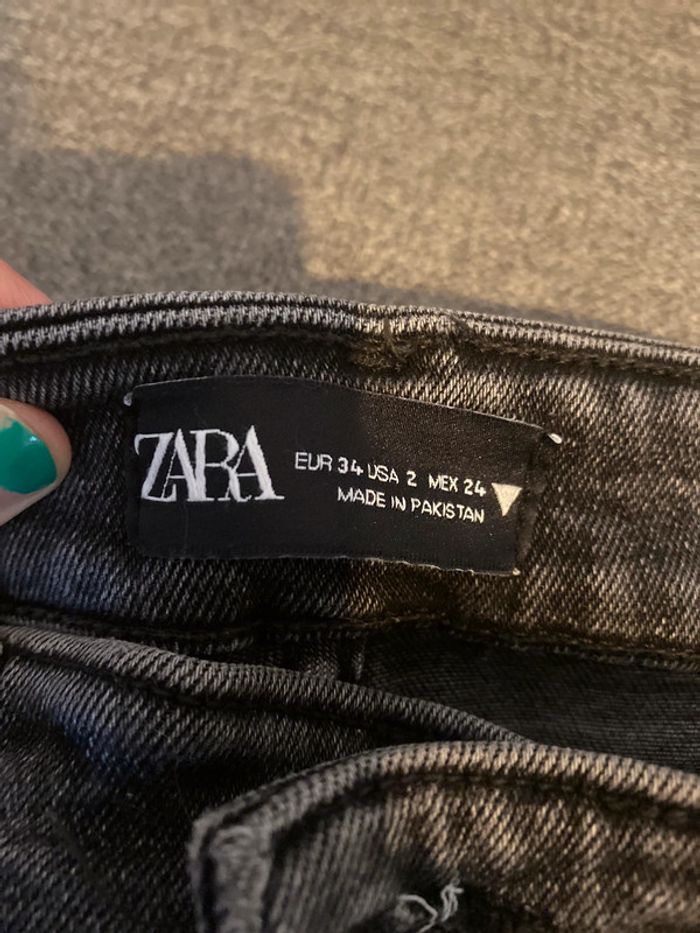 ZARA
EUR 34 USA 2 MEX 24
MADE IN PAKISTAN